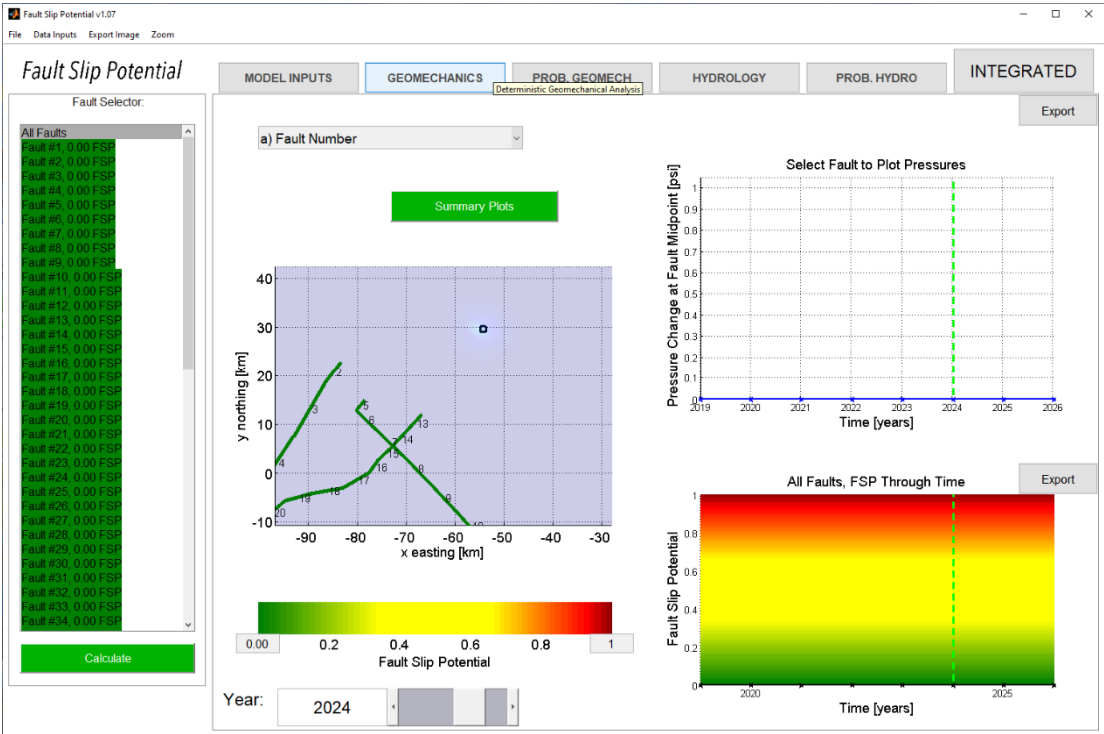 Fault Slip Potential v1.07
File Data Inputs Export Image Zoom
Fault Slip Potential
MODEL INPUTS
GEOMECHANICS
PROB. GEOMECH
HYDROLOGY
PROB. HYDRO
INTEGRATED
Deterministic Geomechanical Analysis
Export
Fault Selector:
All Faults
Fault #1, 0.00 FSP
Fault #2, 0.00 FSP
Fault #3, 0.00 FSP
Fault #4, 0.00 FSP
Fault #5, 0.00 FSP
Fault #6, 0.00 FSP
Fault #7, 0.00 FSP
Fault #8, 0.00 FSP
Fault #9, 0.00 FSP
Fault #10, 0.00 FSP
Fault #11, 0.00 FSP
Fault #12, 0.00 FSP
Fault #13, 0.00 FSP
Fault #14, 0.00 FSP
Fault #15, 0.00 FSP
Fault #16, 0.00 FSP
Fault #17, 0.00 FSP
Fault #18, 0.00 FSP
Fault #19, 0.00 FSP
Fault #20, 0.00 FSP
Fault #21, 0.00 FSP
Fault #22, 0.00 FSP
Fault #23, 0.00 FSP
Fault #24, 0.00 FSP
Fault #25, 0.00 FSP
Fault #26, 0.00 FSP
Fault #27, 0.00 FSP
Fault #28, 0.00 FSP
Fault #29, 0.00 FSP
Fault #30, 0.00 FSP
Fault #31, 0.00 FSP
Fault #32, 0.00 FSP
Fault #33, 0.00 FSP
Fault #34, 0.00 FSP
Calculate
a) Fault Number
Summary Plots
y northing [km]
40
30
20
10
0
-10
2
3
4
5
6
7
8
9
10
13
14
15
16
17
18
19
20
-90 -80 -70 -60 -50 -40 -30
x easting [km]
0.00 0.2 0.4 0.6 0.8 1
Fault Slip Potential
Year: 2024
Select Fault to Plot Pressures
Pressure Change at Fault Midpoint [psi]
1
0.9
0.8
0.7
0.6
0.5
0.4
0.3
0.2
0.1
0
2019 2020 2021 2022 2023 2024 2025 2026
Time [years]
All Faults, FSP Through Time
Export
Fault Slip Potential
1
0.8
0.6
0.4
0.2
0
2020 2025
Time [years]